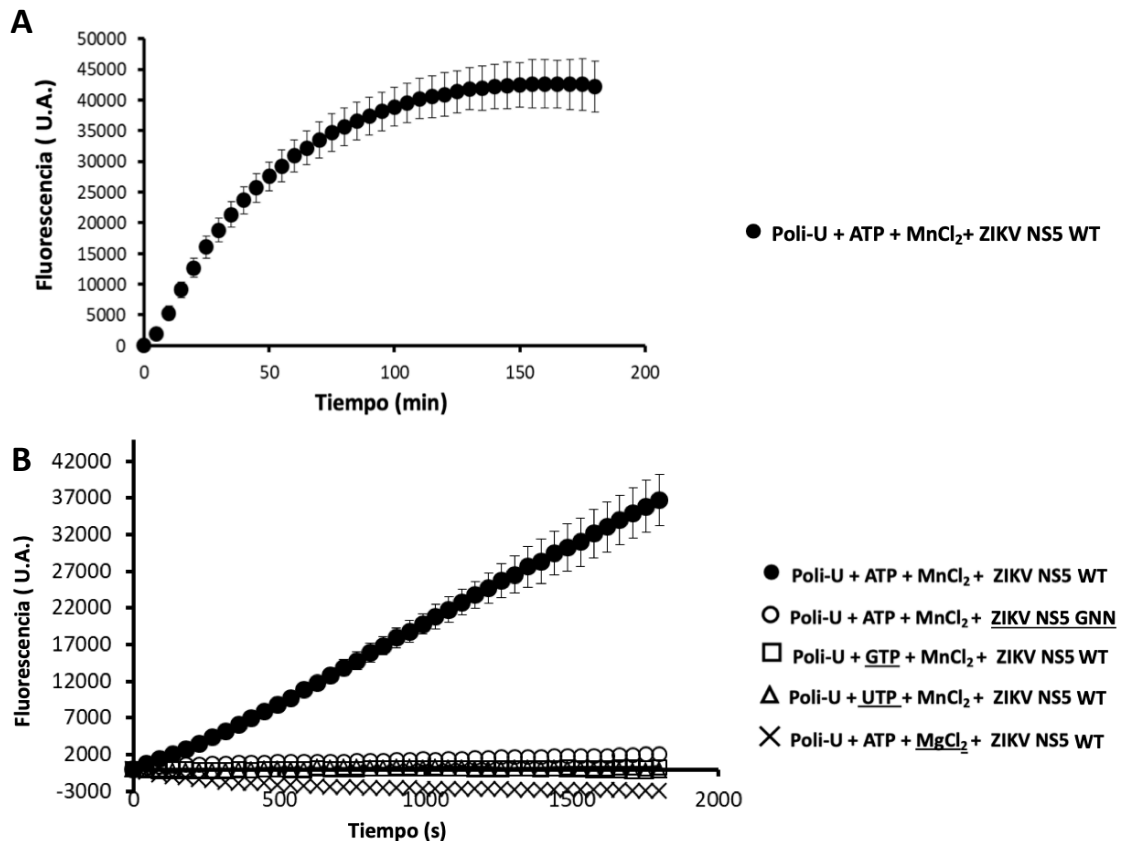 A
50000
45000
40000
35000
30000
25000
20000
15000
10000
5000
0
Fluorescencia ( U.A.)
0 50 100 150 200
Tiempo (min)
Poli-U + ATP + MnCl₂+ ZIKV NS5 WT
B
42000
37000
32000
27000
22000
17000
12000
7000
2000
-3000
Fluorescencia ( U.A.)
0 500 1000 1500 2000
Tiempo (s)
Poli-U + ATP + MnCl₂ + ZIKV NS5 WT
Poli-U + ATP + MnCl₂ + ZIKV NS5 GNN
Poli-U + GTP + MnCl₂ + ZIKV NS5 WT
Poli-U + UTP + MnCl₂ + ZIKV NS5 WT
Poli-U + ATP + MgCl₂ + ZIKV NS5 WT